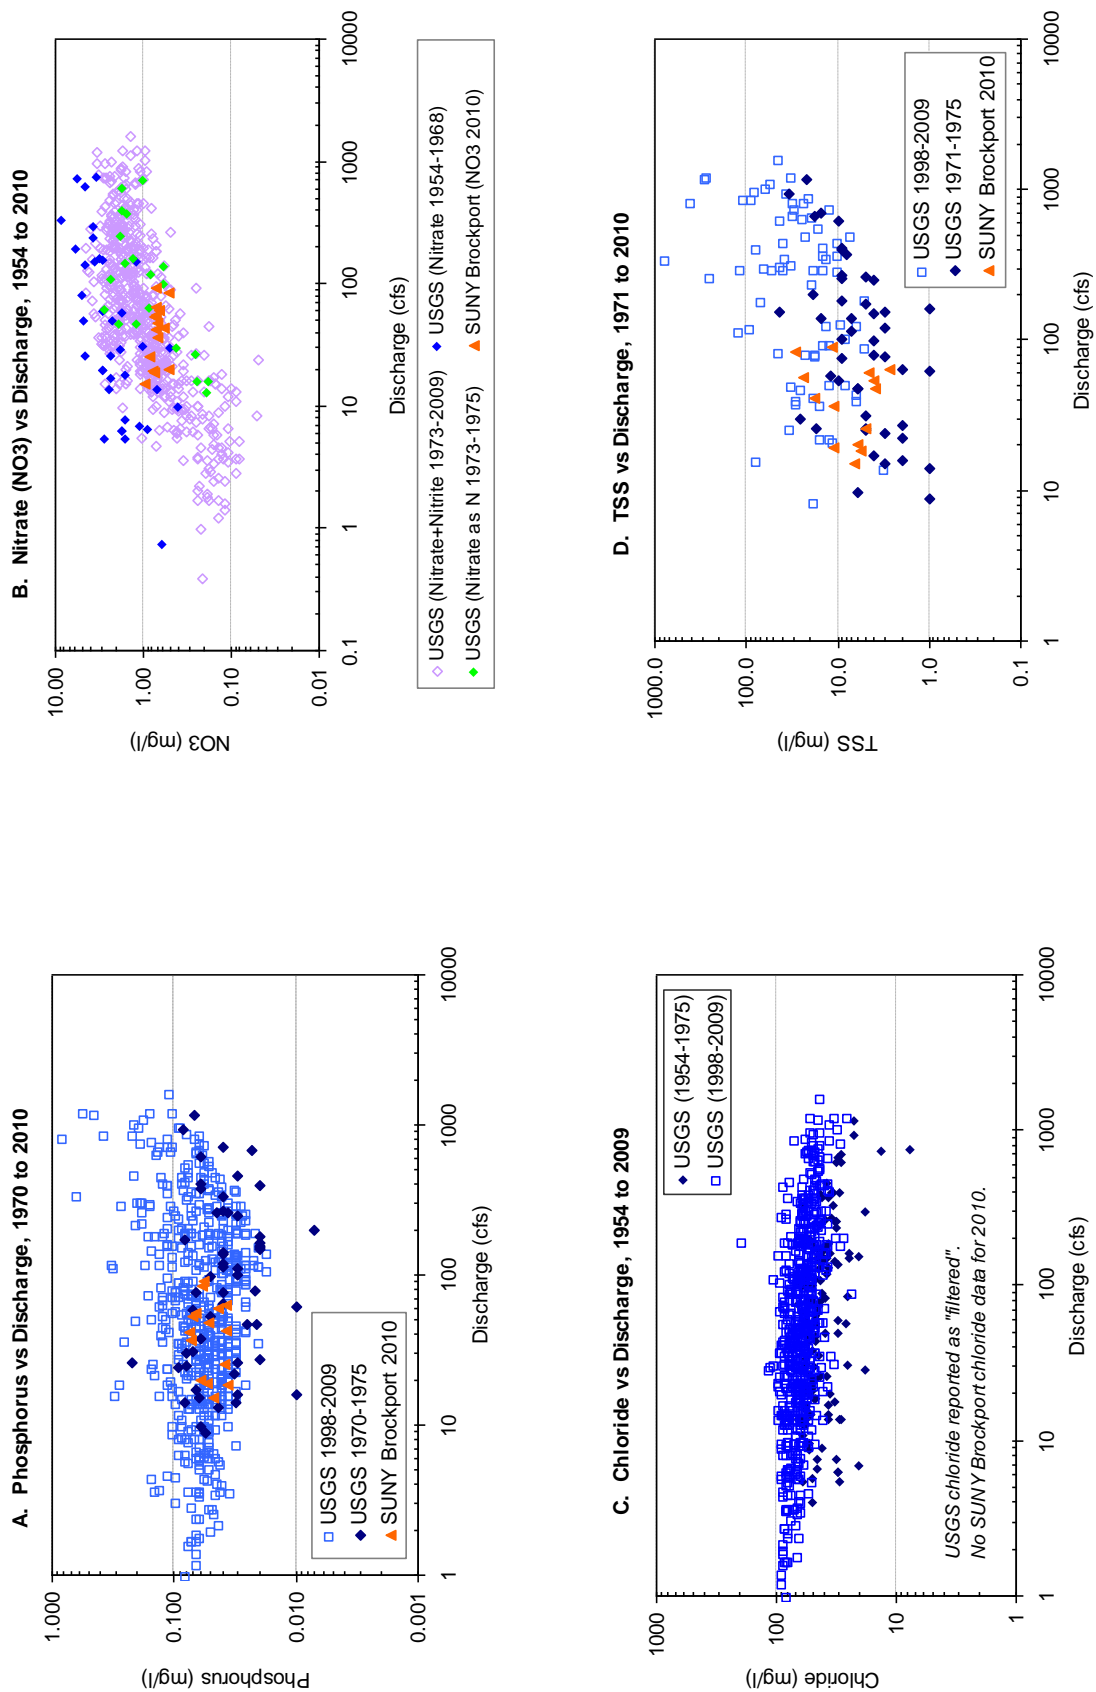 A. Phosphorus vs Discharge, 1970 to 2010
1.000
0.100
0.010
0.001
1
10
100
1000
10000
Phosphorus (mg/l)
Discharge (cfs)
USGS 1998-2009
USGS 1970-1975
SUNY Brockport 2010
B. Nitrate (NO3) vs Discharge, 1954 to 2010
10.00
1.00
0.10
0.01
0.1
1
10
100
1000
10000
NO3 (mg/l)
Discharge (cfs)
USGS (Nitrate+Nitrite 1973-2009)
USGS (Nitrate 1954-1968)
USGS (Nitrate as N 1973-1975)
SUNY Brockport (NO3 2010)
C. Chloride vs Discharge, 1954 to 2009
1000
100
10
1
1
10
100
1000
10000
Chloride (mg/l)
Discharge (cfs)
USGS (1954-1975)
USGS (1998-2009)
USGS chloride reported as "filtered".
No SUNY Brockport chloride data for 2010.
D. TSS vs Discharge, 1971 to 2010
1000.0
100.0
10.0
1.0
0.1
1
10
100
1000
10000
TSS (mg/l)
Discharge (cfs)
USGS 1998-2009
USGS 1971-1975
SUNY Brockport 2010